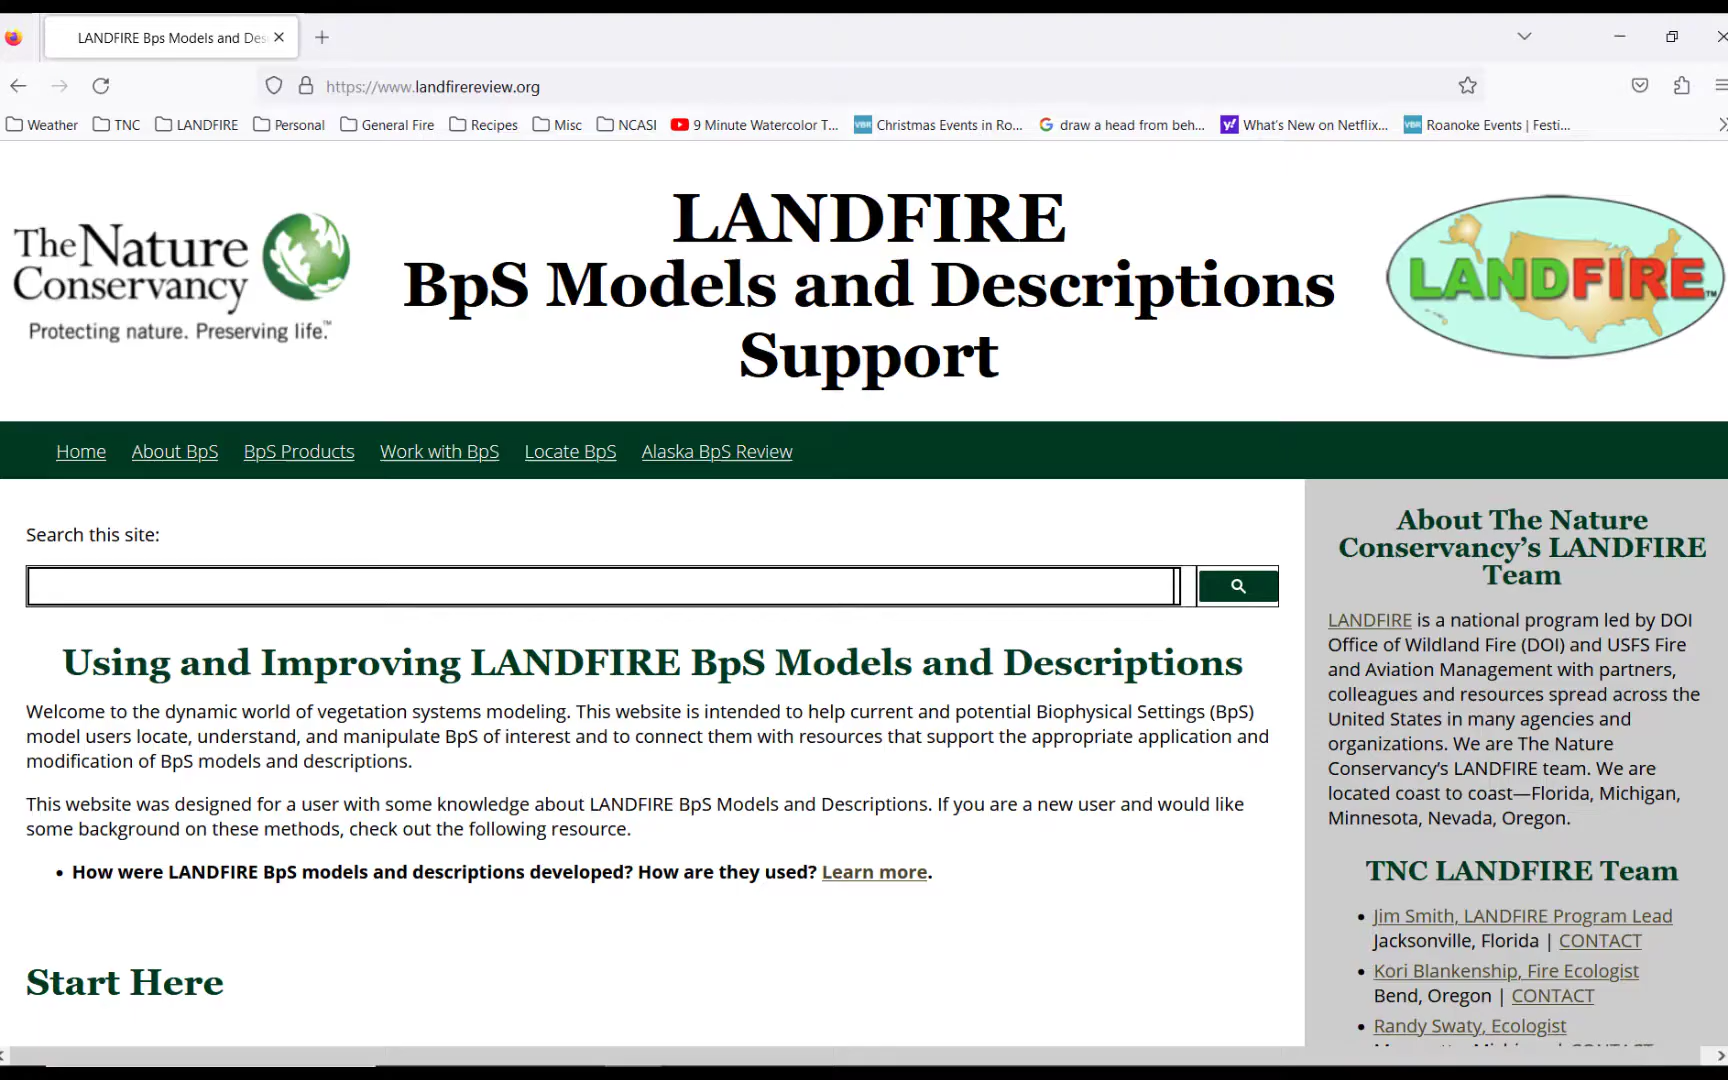 LANDFIRE Bps Models and Des
https://www.landfirereview.org
Weather TNC LANDFIRE Personal General Fire Recipes Misc NCASI 9 Minute Watercolor T... Christmas Events in Ro... draw a head from beh... What's New on Netflix... Roanoke Events | Festi...
The Nature
Conservancy
Protecting nature. Preserving life.™
LANDFIRE
BpS Models and Descriptions
Support
LANDFIRE™
Home About BpS BpS Products Work with BpS Locate BpS Alaska BpS Review
Search this site:
Using and Improving LANDFIRE BpS Models and Descriptions
Welcome to the dynamic world of vegetation systems modeling. This website is intended to help current and potential Biophysical Settings (BpS)
model users locate, understand, and manipulate BpS of interest and to connect them with resources that support the appropriate application and
modification of BpS models and descriptions.
This website was designed for a user with some knowledge about LANDFIRE BpS Models and Descriptions. If you are a new user and would like
some background on these methods, check out the following resource.
• How were LANDFIRE BpS models and descriptions developed? How are they used? Learn more.
Start Here
About The Nature
Conservancy's LANDFIRE
Team
LANDFIRE is a national program led by DOI
Office of Wildland Fire (DOI) and USFS Fire
and Aviation Management with partners,
colleagues and resources spread across the
United States in many agencies and
organizations. We are The Nature
Conservancy's LANDFIRE team. We are
located coast to coast—Florida, Michigan,
Minnesota, Nevada, Oregon.
TNC LANDFIRE Team
• Jim Smith, LANDFIRE Program Lead
Jacksonville, Florida | CONTACT
• Kori Blankenship, Fire Ecologist
Bend, Oregon | CONTACT
• Randy Swaty, Ecologist